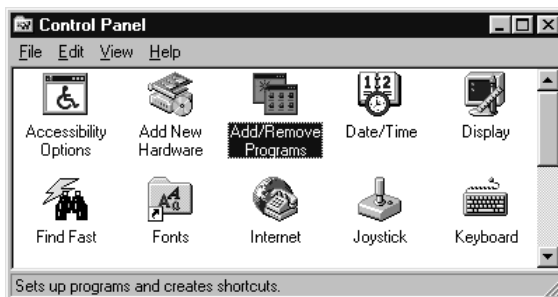 Control Panel
File Edit View Help
Accessibility Options
Add New Hardware
Add/Remove Programs
Date/Time
Display
Find Fast
Fonts
Internet
Joystick
Keyboard
Sets up programs and creates shortcuts.